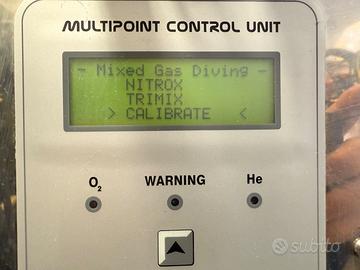 MULTIPOINT CONTROL UNIT
- Mixed Gas Diving -
NITROX
TRIMIX
> CALIBRATE <
O₂ WARNING He
subito